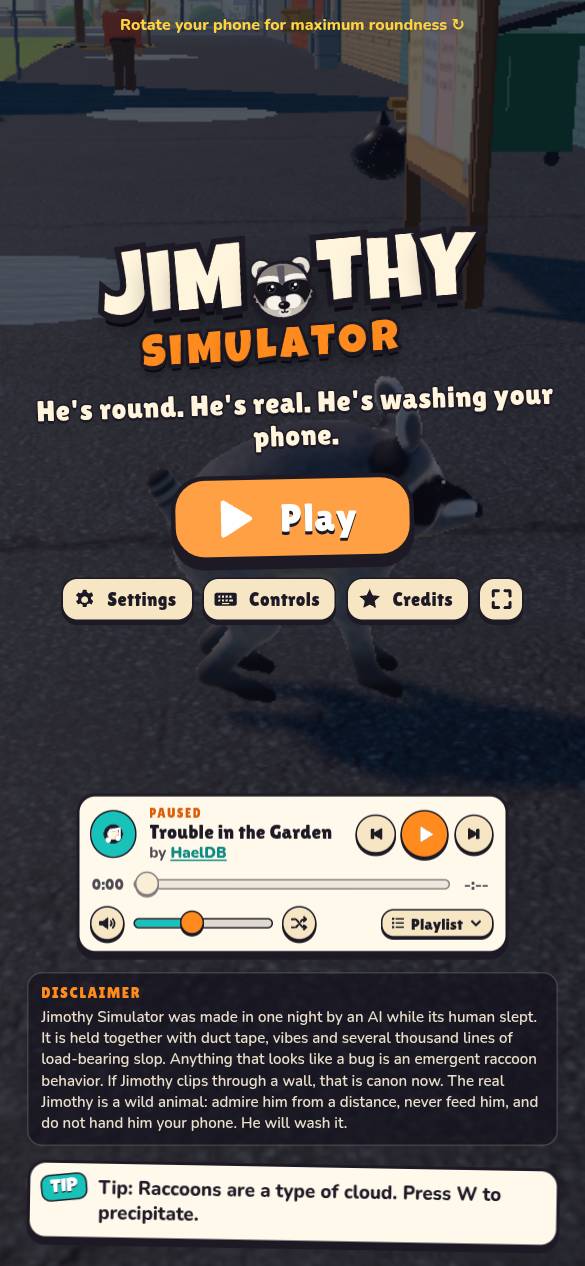 Rotate your phone for maximum roundness ↻
JIMOTHY
SIMULATOR
He's round. He's real. He's washing your
phone.
Play
Settings
Controls
Credits
PAUSED
Trouble in the Garden
by HaelDB
0:00
-:--
Playlist
DISCLAIMER
Jimothy Simulator was made in one night by an AI while its human slept.
It is held together with duct tape, vibes and several thousand lines of
load-bearing slop. Anything that looks like a bug is an emergent raccoon
behavior. If Jimothy clips through a wall, that is canon now. The real
Jimothy is a wild animal: admire him from a distance, never feed him, and
do not hand him your phone. He will wash it.
TIP
Tip: Raccoons are a type of cloud. Press W to
precipitate.